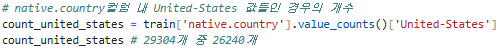 # native.country컬럼 내 United-States 값들인 경우의 개수
count_united_states = train['native.country'].value_counts()['United-States']
count_united_states # 29304개 중 26240개